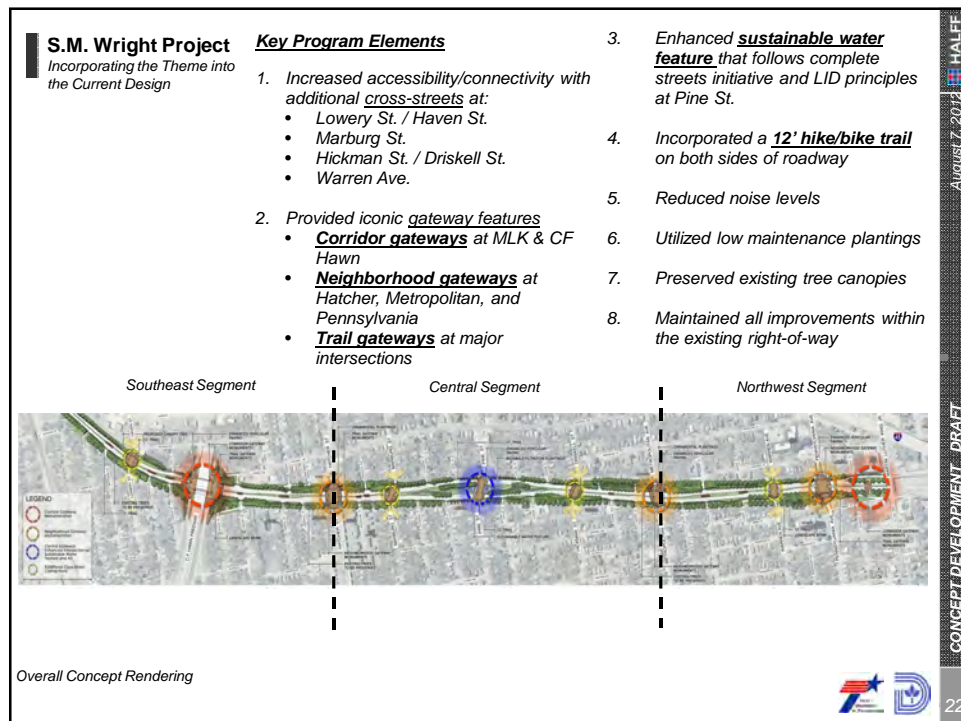 S.M. Wright Project
Incorporating the Theme into
the Current Design
Key Program Elements
1. Increased accessibility/connectivity with
additional cross-streets at:
• Lowery St. / Haven St.
• Marburg St.
• Hickman St. / Driskell St.
• Warren Ave.
2. Provided iconic gateway features
• Corridor gateways at MLK & CF
Hawn
• Neighborhood gateways at
Hatcher, Metropolitan, and
Pennsylvania
• Trail gateways at major
intersections
3. Enhanced sustainable water
feature that follows complete
streets initiative and LID principles
at Pine St.
4. Incorporated a 12’ hike/bike trail
on both sides of roadway
5. Reduced noise levels
6. Utilized low maintenance plantings
7. Preserved existing tree canopies
8. Maintained all improvements within
the existing right-of-way
Southeast Segment
Central Segment
Northwest Segment
LEGEND
Overall Concept Rendering
HALFF
August 7, 2012
CONCEPT DEVELOPMENT DRAFT
22